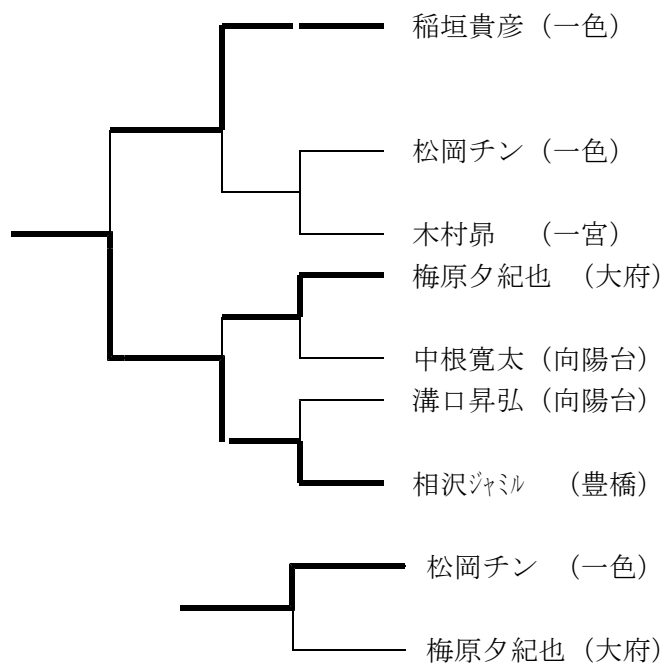 稲垣貴彦（一色）
松岡チン（一色）
木村昴　（一宮）
梅原夕紀也　（大府）
中根寛太（向陽台）
溝口昇弘（向陽台）
相沢ｼﾞｬﾐﾙ　（豊橋）
松岡チン　（一色）
梅原夕紀也（大府）